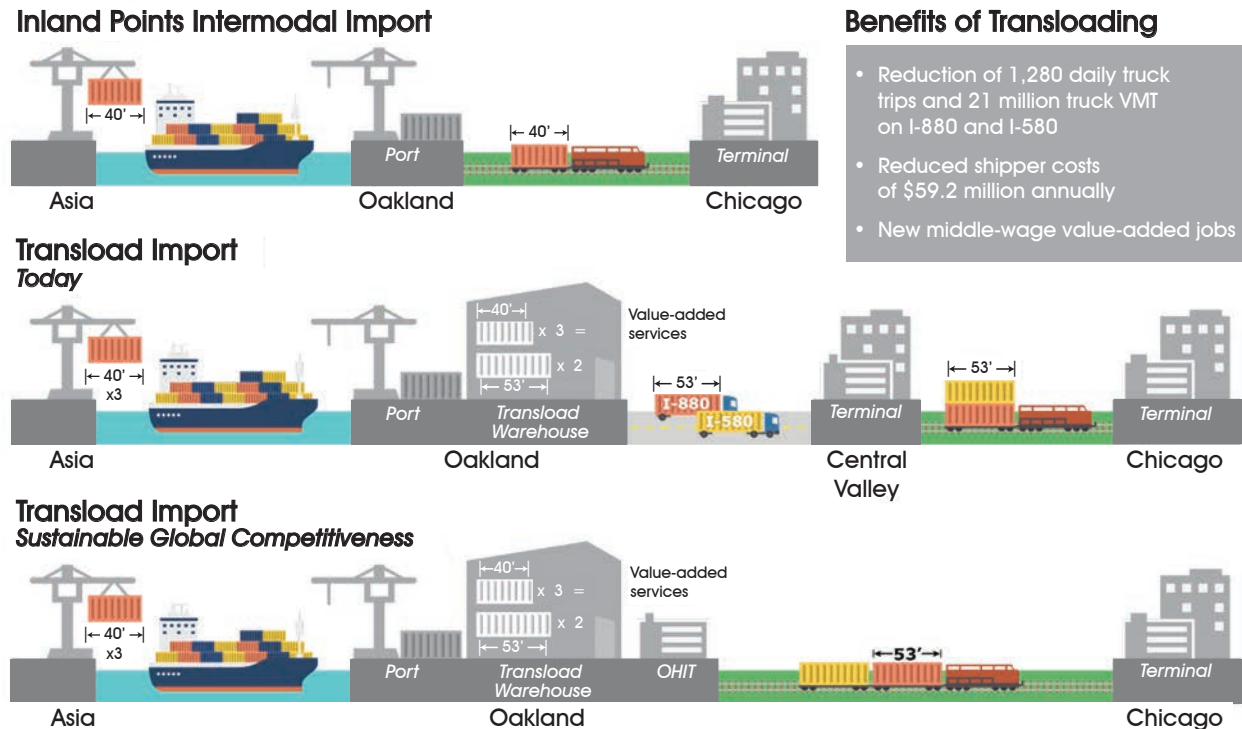 Inland Points Intermodal Import
40'
40'
Port
Terminal
Asia
Oakland
Chicago
Benefits of Transloading
• Reduction of 1,280 daily truck
trips and 21 million truck VMT
on I-880 and I-580
• Reduced shipper costs
of $59.2 million annually
• New middle-wage value-added jobs
Transload Import
Today
40'
x3
40'
x 3 =
x 2
53'
Value-added
services
53'
I-880
I-580
53'
Port
Transload
Warehouse
Terminal
Terminal
Asia
Oakland
Central
Valley
Chicago
Transload Import
Sustainable Global Competitiveness
40'
x3
40'
x 3 =
x 2
53'
Value-added
services
53'
Port
Transload
Warehouse
OHIT
Terminal
Asia
Oakland
Chicago